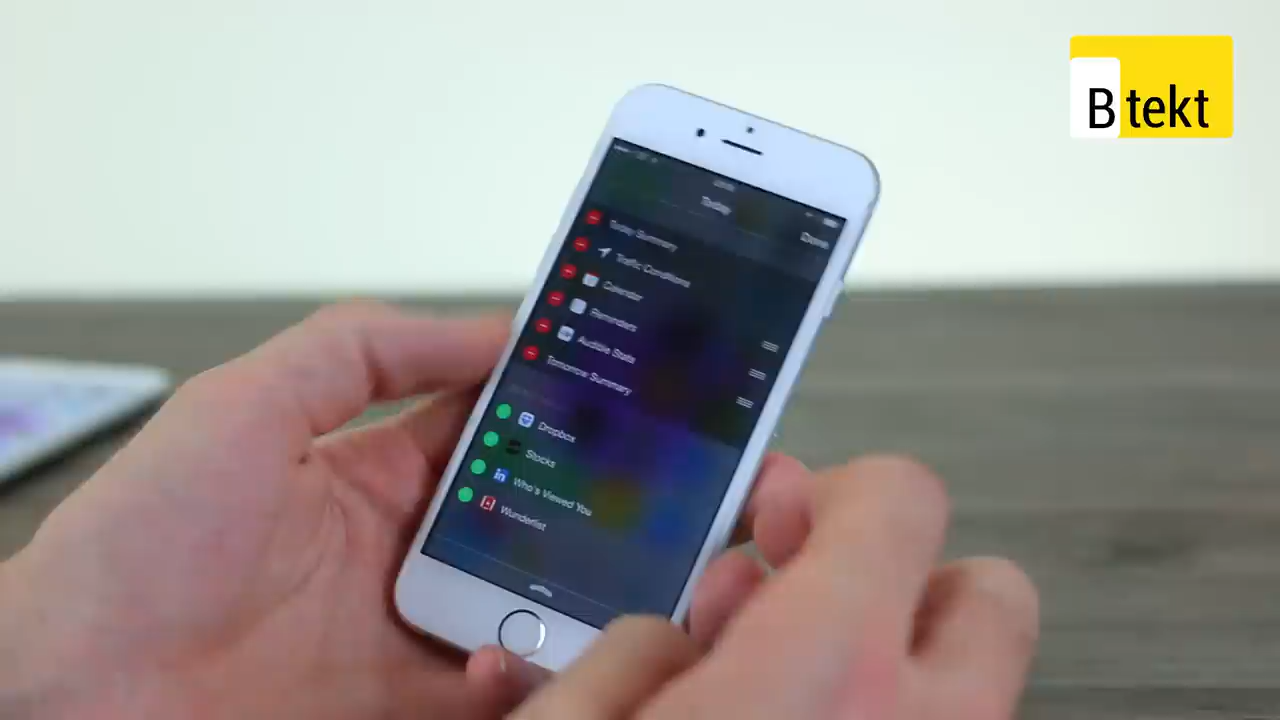 Btekt
Today
Done
Today Summary
Traffic Conditions
Calendar
Reminders
Audible Stats
Tomorrow Summary
Dropbox
Stocks
in Who's Viewed You
Wunderlist